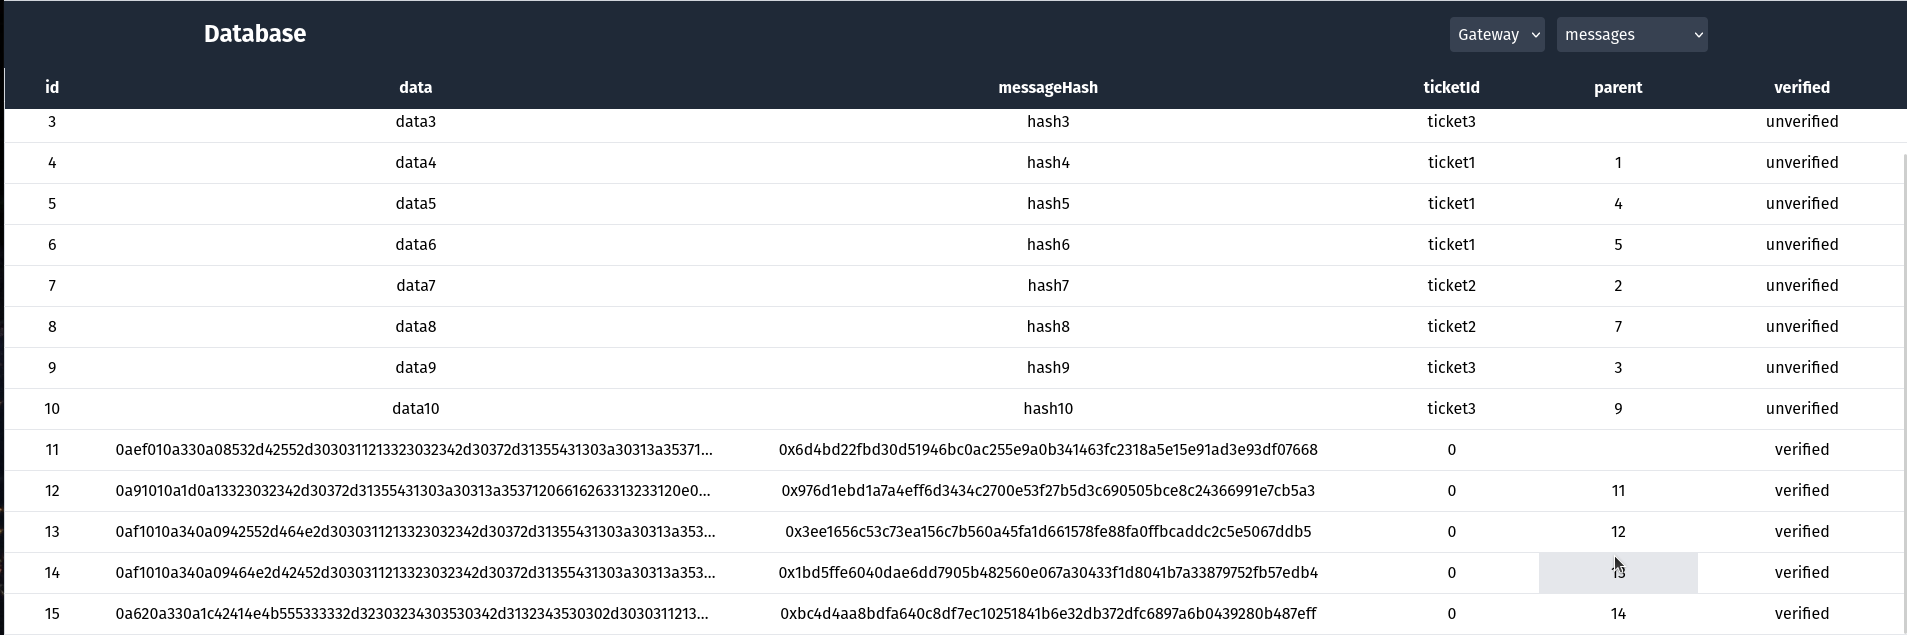 Database Gateway messages
id data messageHash ticketId parent verified
3 data3 hash3 ticket3 unverified
4 data4 hash4 ticket1 1 unverified
5 data5 hash5 ticket1 4 unverified
6 data6 hash6 ticket1 5 unverified
7 data7 hash7 ticket2 2 unverified
8 data8 hash8 ticket2 7 unverified
9 data9 hash9 ticket3 3 unverified
10 data10 hash10 ticket3 9 unverified
11 0aef010a330a08532d42552d3030311213323032342d30372d31355431303a30313a35371... 0x6d4bd22fbd30d51946bc0ac255e9a0b341463fc2318a5e15e91ad3e93df07668 0 verified
12 0a91010a1d0a13323032342d30372d31355431303a30313a35371206616263313233120e0... 0x976d1ebd1a7a4eff6d3434c2700e53f27b5d3c690505bce8c24366991e7cb5a3 0 11 verified
13 0af1010a340a0942552d464e2d3030311213323032342d30372d31355431303a30313a353... 0x3ee1656c53c73ea156c7b560a45fa1d661578fe88fa0ffbcaddc2c5e5067ddb5 0 12 verified
14 0af1010a340a09464e2d42452d3030311213323032342d30372d31355431303a30313a353... 0x1bd5ffe6040dae6dd7905b482560e067a30433f1d8041b7a33879752fb57edb4 0 13 verified
15 0a620a330a1c42414e4b555333332d32303234303530342d3132343530302d3030311213... 0xbc4d4aa8bdfa640c8df7ec10251841b6e32db372dfc6897a6b0439280b487eff 0 14 verified